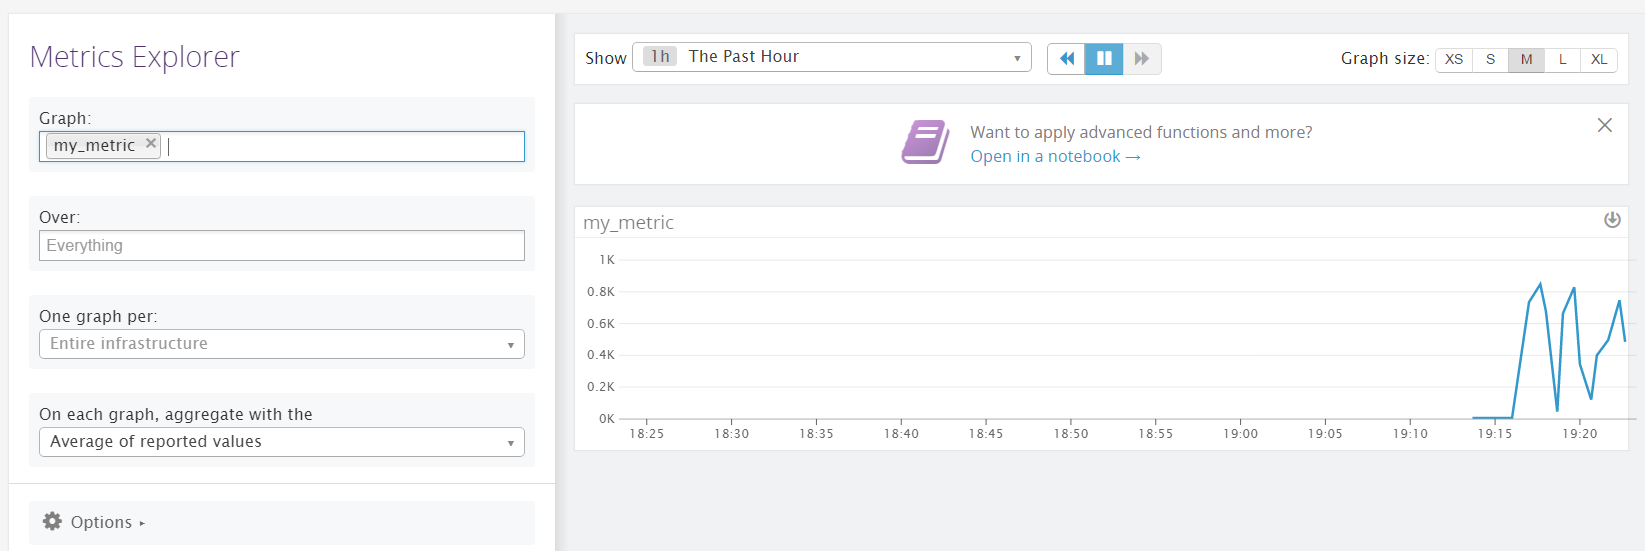 Metrics Explorer
Graph:
my_metric
Over:
Everything
One graph per:
Entire infrastructure
On each graph, aggregate with the
Average of reported values
Options
Show 1h The Past Hour
Graph size: XS S M L XL
Want to apply advanced functions and more?
Open in a notebook →
my_metric
1K
0.8K
0.6K
0.4K
0.2K
0K
18:25 18:30 18:35 18:40 18:45 18:50 18:55 19:00 19:05 19:10 19:15 19:20